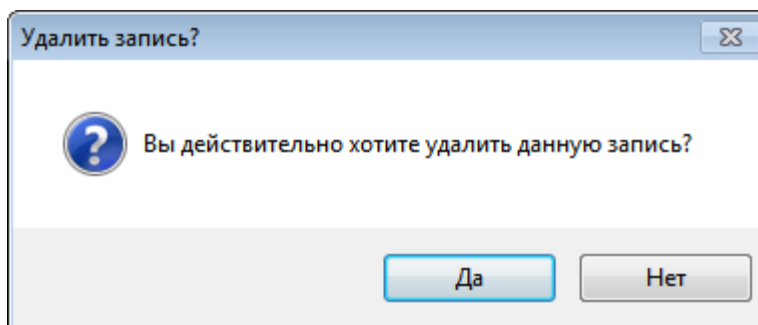 Удалить запись?
Вы действительно хотите удалить данную запись?
Да
Нет